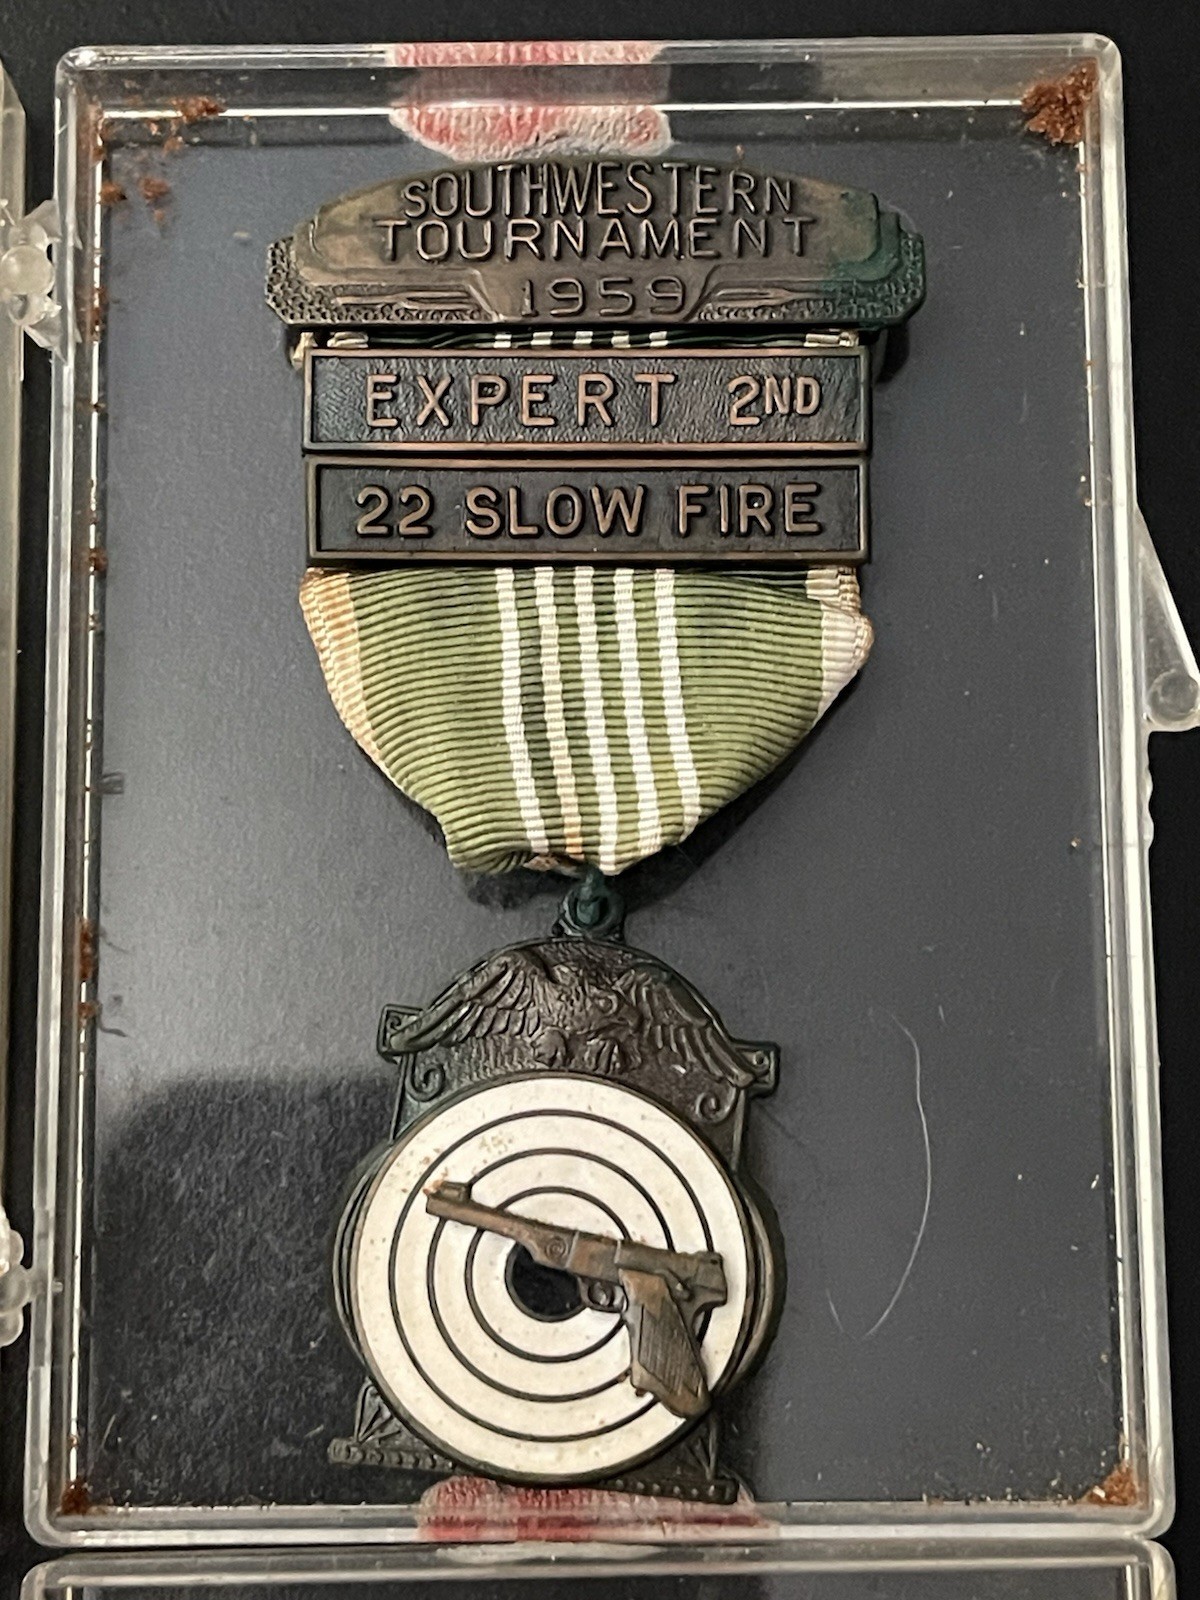 SOUTHWESTERN
TOURNAMENT
1959
EXPERT 2ND
22 SLOW FIRE